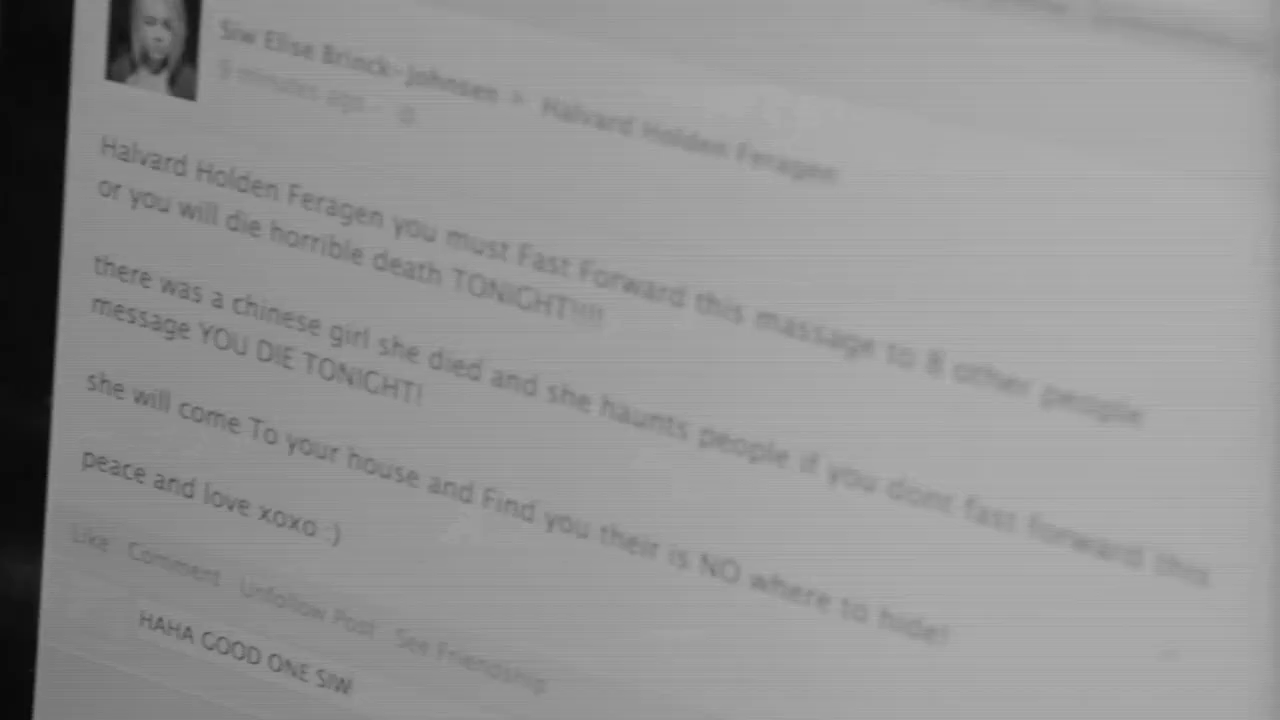 Siw Elise Brinck-Johnsen > Halvard Holden Feragen
9 minutes ago
Halvard Holden Feragen you must Fast Forward this massage to 8 other people
or you will die horrible death TONIGHT!!!!
there was a chinese girl she died and she haunts people if you dont fast forward this
message YOU DIE TONIGHT!
she will come To your house and Find you their is NO where to hide!
peace and love xoxo :)
Like Comment Unfollow Post See Friendship
HAHA GOOD ONE SIW